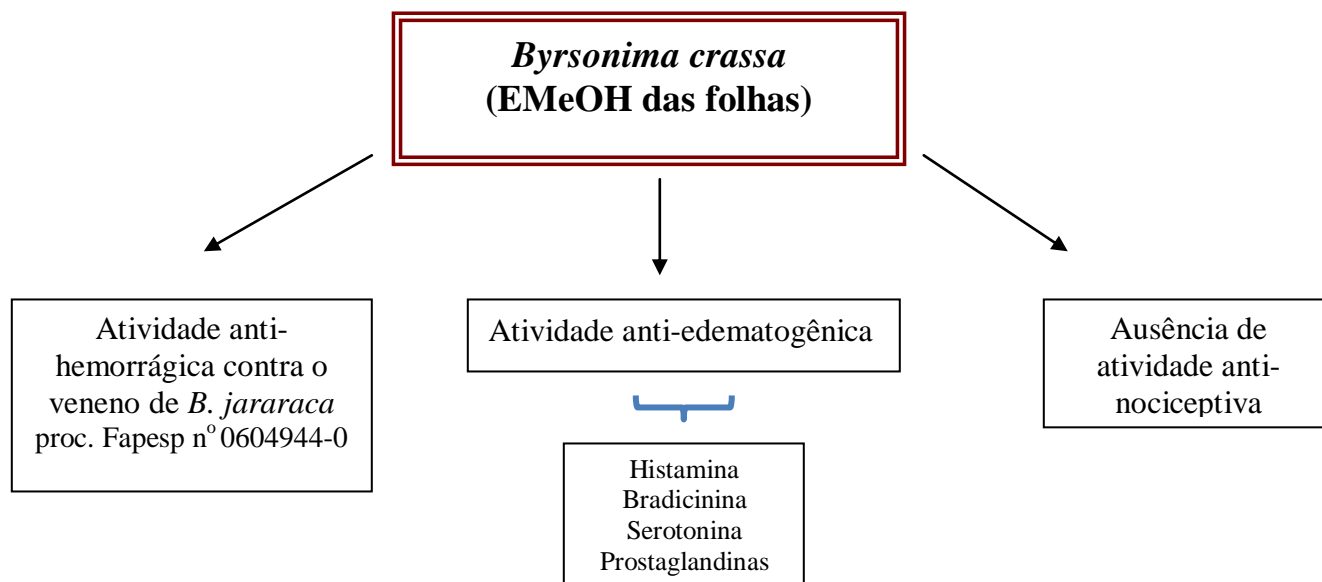 Byrsonima crassa
(EMeOH das folhas)
Atividade anti-
hemorrágica contra o
veneno de B. jararaca
proc. Fapesp nº 0604944-0
Atividade anti-edematogênica
Histamina
Bradicinina
Serotonina
Prostaglandinas
Ausência de
atividade anti-
nociceptiva